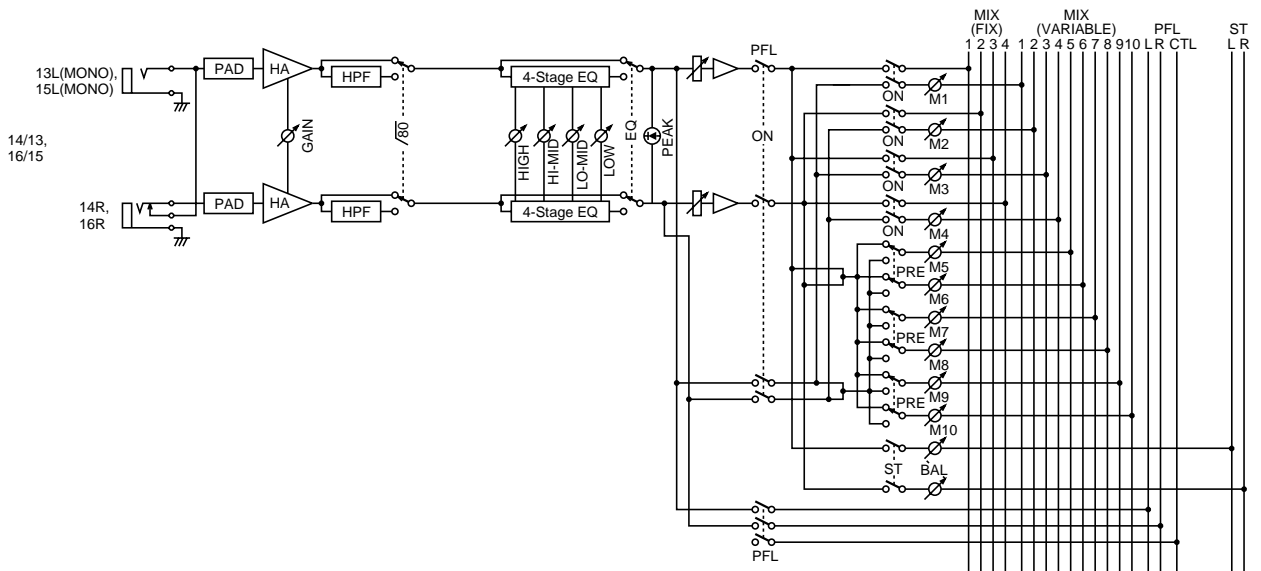 MIX
(FIX)
MIX
(VARIABLE)
PFL
ST
1 2 3 4 1 2 3 4 5 6 7 8 9 10 L R CTL L R
13L(MONO),
15L(MONO)
14/13,
16/15
14R,
16R
PAD
HA
HPF
GAIN
PAD
HA
HPF
/80
4-Stage EQ
HIGH
HI-MID
LO-MID
LOW
4-Stage EQ
EQ
PEAK
PFL
ON
ON
M1
ON
M2
ON
M3
ON
M4
M5
PRE
M6
M7
PRE
M8
M9
PRE
M10
ST
BAL
PFL